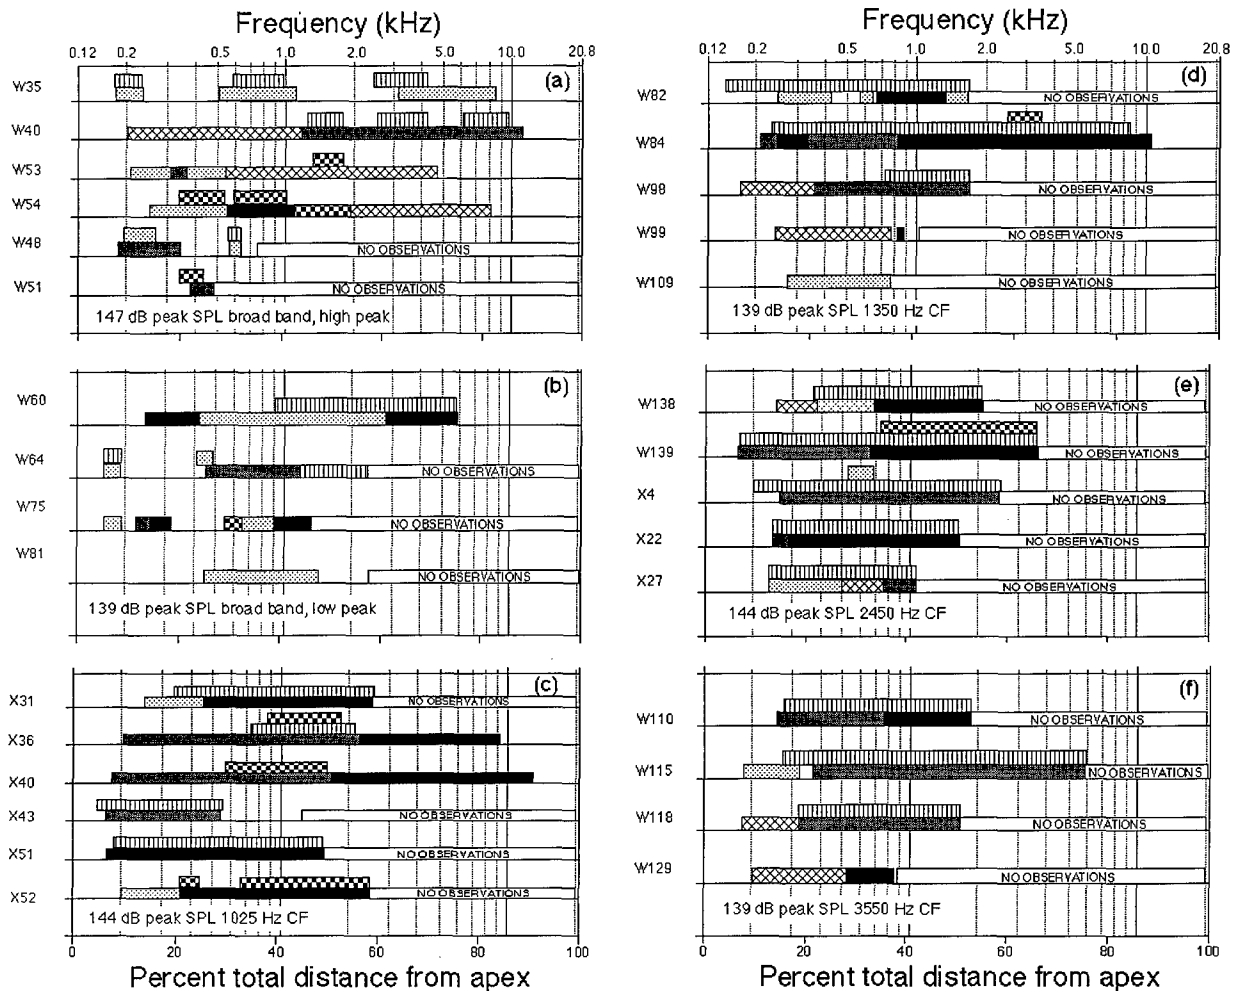 Frequency (kHz)
0.12 0.2 0.5 1.0 2.0 5.0 10.0 20.8
(a)
W35
W40
W53
W54
W48
NO OBSERVATIONS
W51
NO OBSERVATIONS
147 dB peak SPL broad band, high peak
(b)
W60
W64
NO OBSERVATIONS
W75
NO OBSERVATIONS
W81
NO OBSERVATIONS
139 dB peak SPL broad band, low peak
(c)
X31
NO OBSERVATIONS
X36
X40
X43
NO OBSERVATIONS
X51
NO OBSERVATIONS
X52
NO OBSERVATIONS
144 dB peak SPL 1025 Hz CF
0 20 40 60 80 100
Percent total distance from apex
Frequency (kHz)
0.12 0.2 0.5 1.0 2.0 5.0 10.0 20.8
(d)
W82
NO OBSERVATIONS
W84
W98
NO OBSERVATIONS
W99
NO OBSERVATIONS
W109
NO OBSERVATIONS
139 dB peak SPL 1350 Hz CF
(e)
W138
NO OBSERVATIONS
W139
NO OBSERVATIONS
X4
NO OBSERVATIONS
X22
NO OBSERVATIONS
X27
NO OBSERVATIONS
144 dB peak SPL 2450 Hz CF
(f)
W110
NO OBSERVATIONS
W115
NO OBSERVATIONS
W118
NO OBSERVATIONS
W129
NO OBSERVATIONS
139 dB peak SPL 3550 Hz CF
0 20 40 60 80 100
Percent total distance from apex